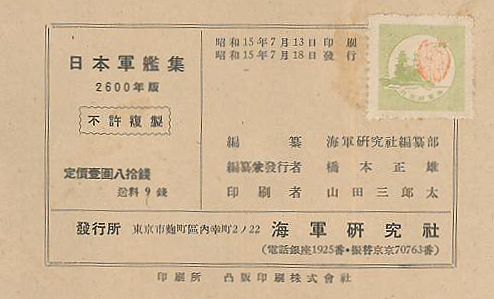 日本軍艦集
2600年版
不許複製
定價壹圓八拾錢
送料9錢
昭和15年7月13日印刷
昭和15年7月18日發行
編纂 海軍硏究社編纂部
編纂兼發行者 橋本正雄
印刷者 山田三郎太
發行所 東京市麴町區內幸町2ノ22 海軍硏究社
(電話銀座1925番・振替京京70763番)
印刷所 凸版印刷株式會社